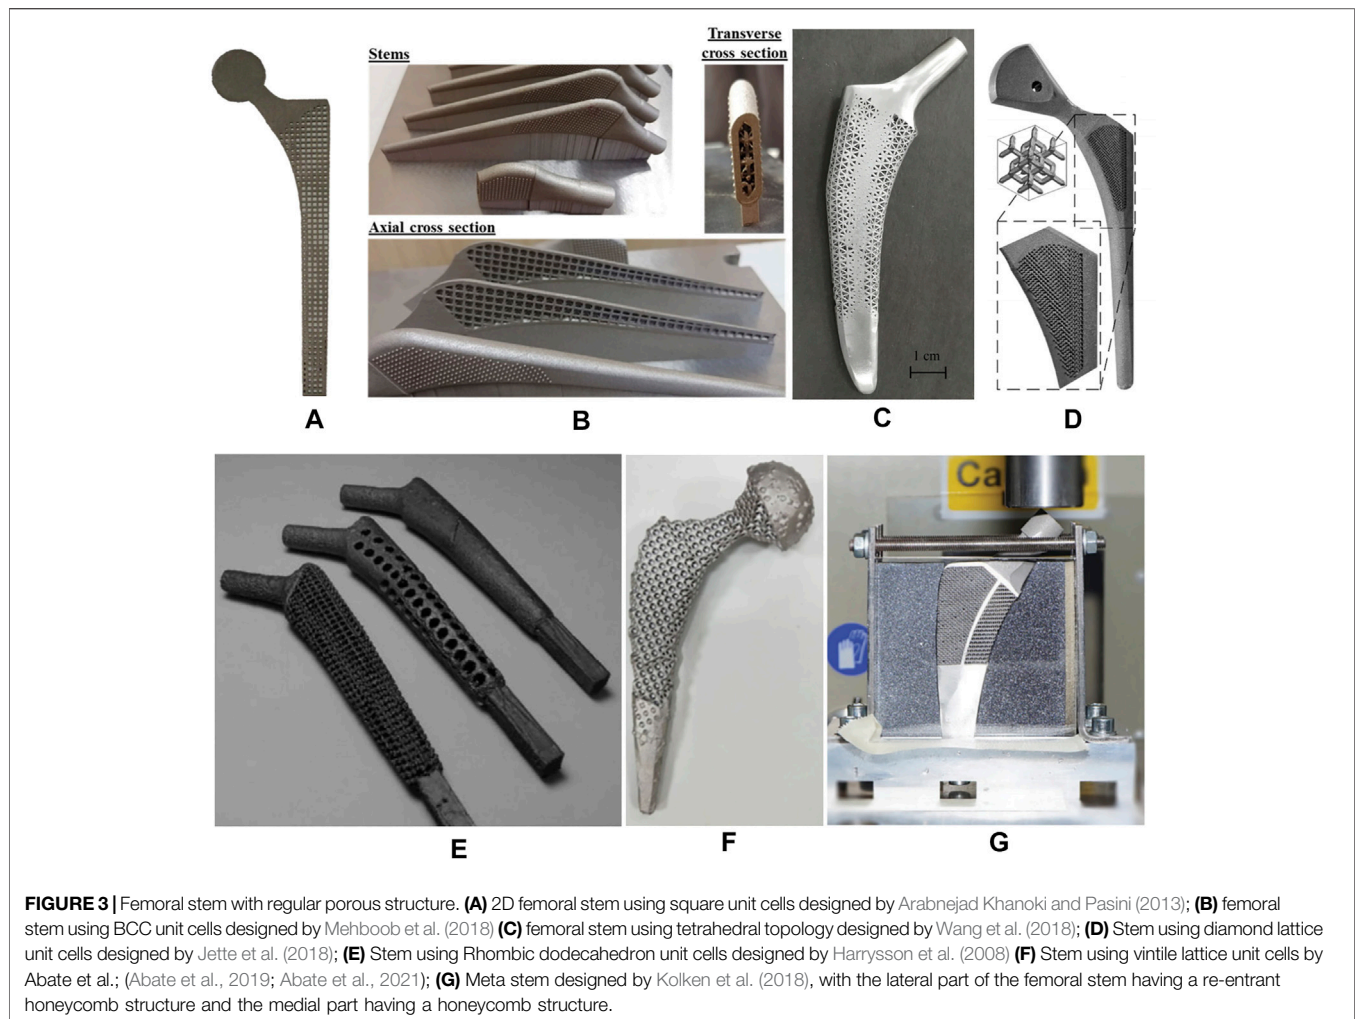 Stems
Transverse
cross section
Axial cross section
1 cm
A
B
C
D
Ca
E
F
G
FIGURE 3 | Femoral stem with regular porous structure. (A) 2D femoral stem using square unit cells designed by Arabnejad Khanoki and Pasini (2013); (B) femoral
stem using BCC unit cells designed by Mehboob et al. (2018) (C) femoral stem using tetrahedral topology designed by Wang et al. (2018); (D) Stem using diamond lattice
unit cells designed by Jette et al. (2018); (E) Stem using Rhombic dodecahedron unit cells designed by Harrysson et al. (2008) (F) Stem using vintile lattice unit cells by
Abate et al.; (Abate et al., 2019; Abate et al., 2021); (G) Meta stem designed by Kolken et al. (2018), with the lateral part of the femoral stem having a re-entrant
honeycomb structure and the medial part having a honeycomb structure.